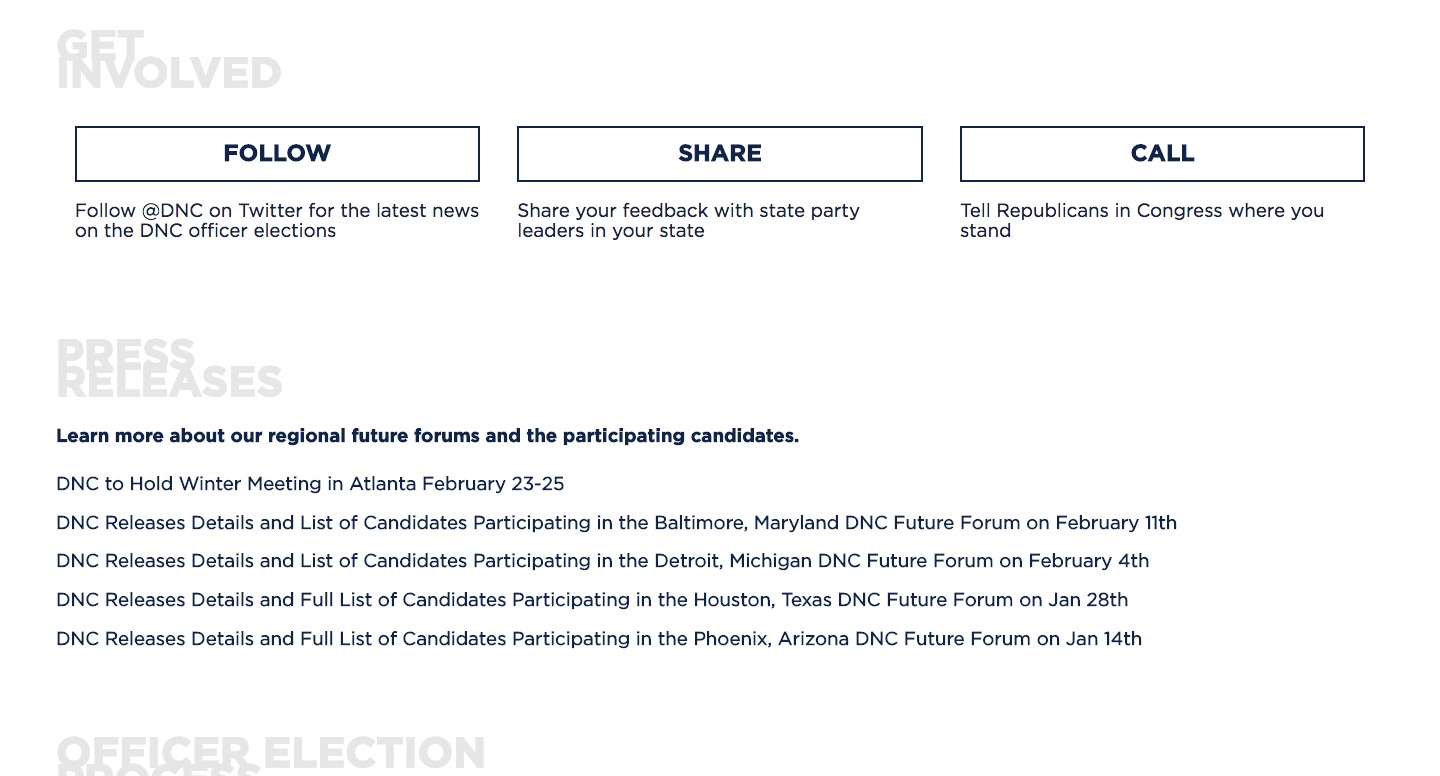 GET
INVOLVED
FOLLOW
SHARE
CALL
Follow @DNC on Twitter for the latest news
on the DNC officer elections
Share your feedback with state party
leaders in your state
Tell Republicans in Congress where you
stand
PRESS
RELEASES
Learn more about our regional future forums and the participating candidates.
DNC to Hold Winter Meeting in Atlanta February 23-25
DNC Releases Details and List of Candidates Participating in the Baltimore, Maryland DNC Future Forum on February 11th
DNC Releases Details and List of Candidates Participating in the Detroit, Michigan DNC Future Forum on February 4th
DNC Releases Details and Full List of Candidates Participating in the Houston, Texas DNC Future Forum on Jan 28th
DNC Releases Details and Full List of Candidates Participating in the Phoenix, Arizona DNC Future Forum on Jan 14th
OFFICER ELECTION
PROCESS